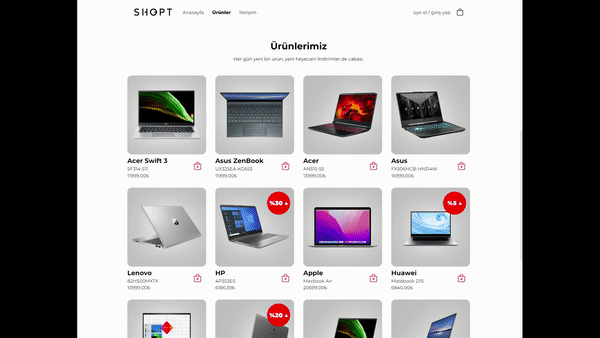 SHOPT Anasayfa Ürünler İletişim üye ol / giriş yap
Ürünlerimiz
Her gün yeni bir ürün, yeni heyecan! İndirimler de cabası.
Acer Swift 3
SF314-511
11999.00₺
Asus ZenBook
UX325EA-KG653
11999.00₺
Acer
AN515-55
13999.00₺
Asus
FX506HCB-HN314W
16999.00₺
%30
%5
Lenovo
82H500MXTX
10999.00₺
HP
4P3S3ES
6186.39₺
Apple
Macbook Air
20699.00₺
Huawei
Matebook D15
6840.00₺
%20